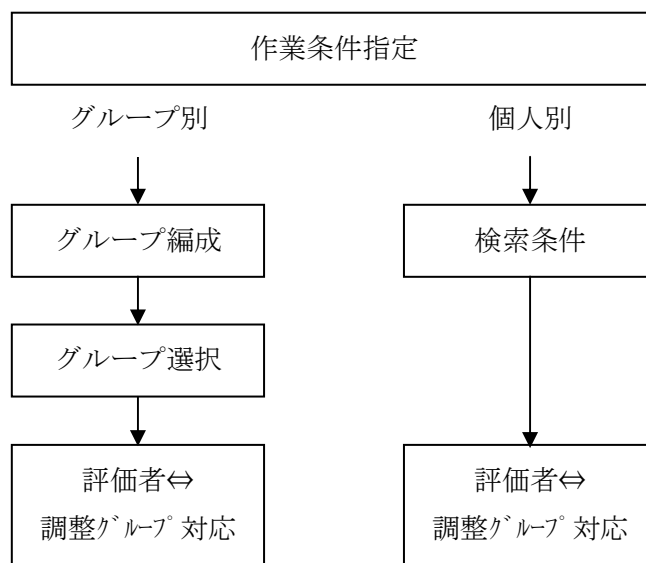 作業条件指定
グループ別
個人別
グループ編成
検索条件
グループ選択
評価者⇔
調整ｸﾞﾙｰﾌﾟ対応
評価者⇔
調整ｸﾞﾙｰﾌﾟ対応